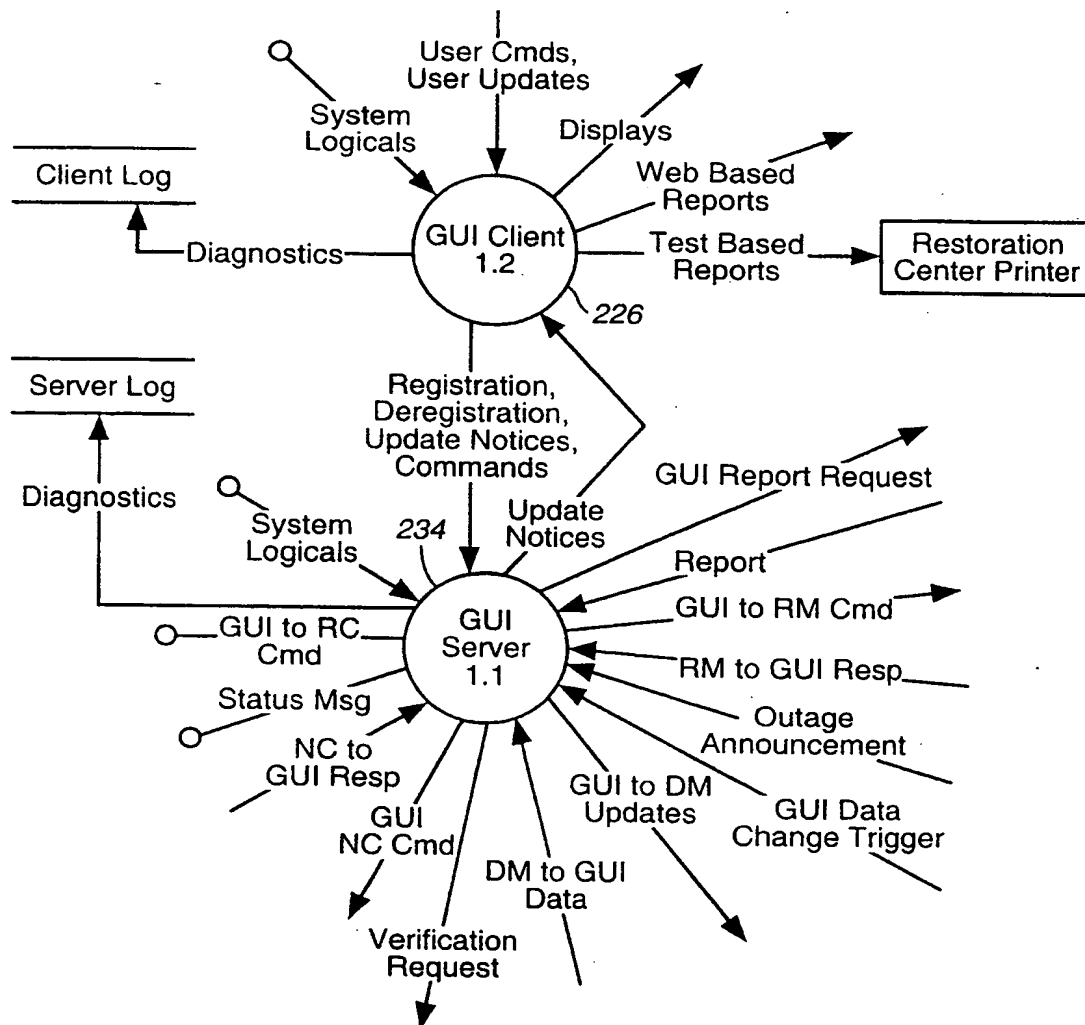 User Cmds,
User Updates
System
Logicals
Displays
Web Based
Reports
Client Log
Diagnostics
GUI Client
1.2
Test Based
Reports
Restoration
Center Printer
226
Server Log
Registration,
Deregistration,
Update Notices,
Commands
Diagnostics
System
Logicals
234
Update
Notices
GUI Report Request
Report
GUI to RM Cmd
GUI to RC
Cmd
GUI
Server
1.1
RM to GUI Resp
Status Msg
Outage
Announcement
NC to
GUI Resp
GUI to DM
Updates
GUI Data
Change Trigger
GUI
NC Cmd
DM to GUI
Data
Verification
Request